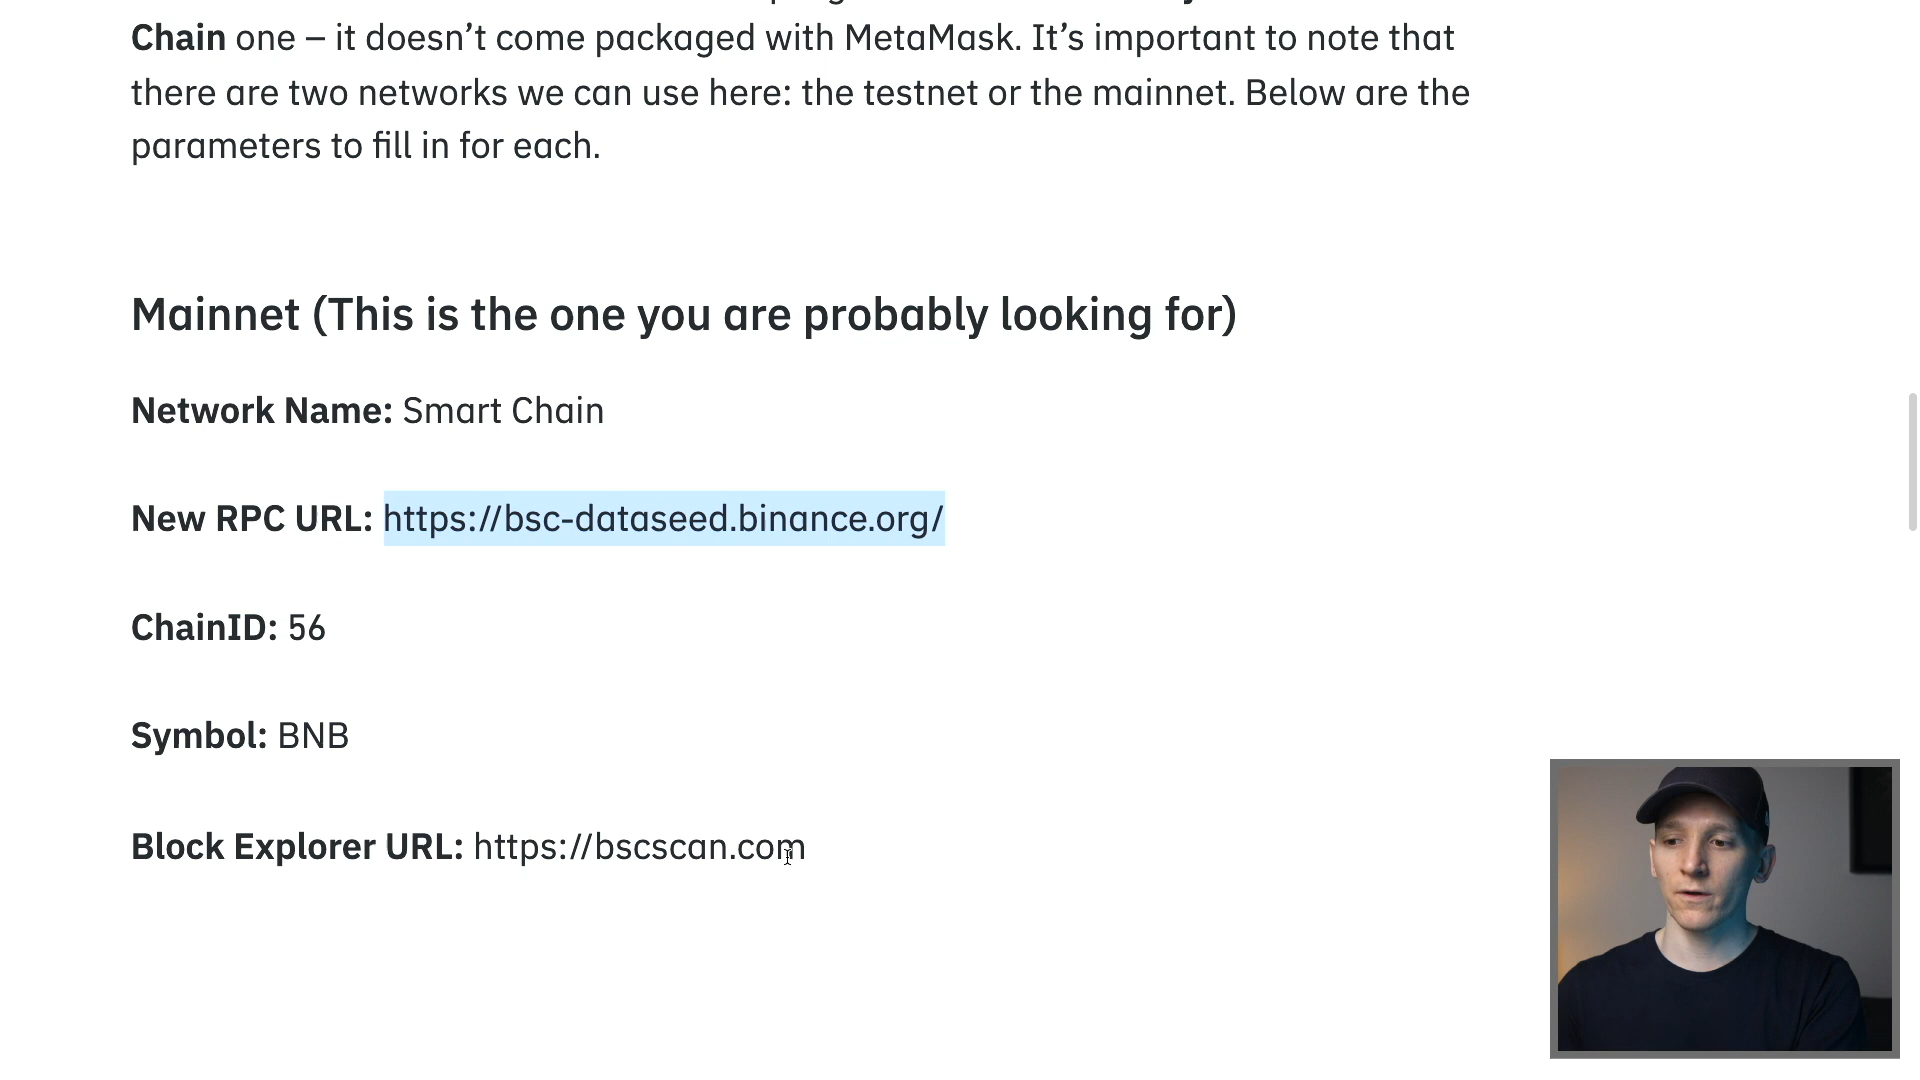 Chain one – it doesn’t come packaged with MetaMask. It’s important to note that
there are two networks we can use here: the testnet or the mainnet. Below are the
parameters to fill in for each.
Mainnet (This is the one you are probably looking for)
Network Name: Smart Chain
New RPC URL: https://bsc-dataseed.binance.org/
ChainID: 56
Symbol: BNB
Block Explorer URL: https://bscscan.com